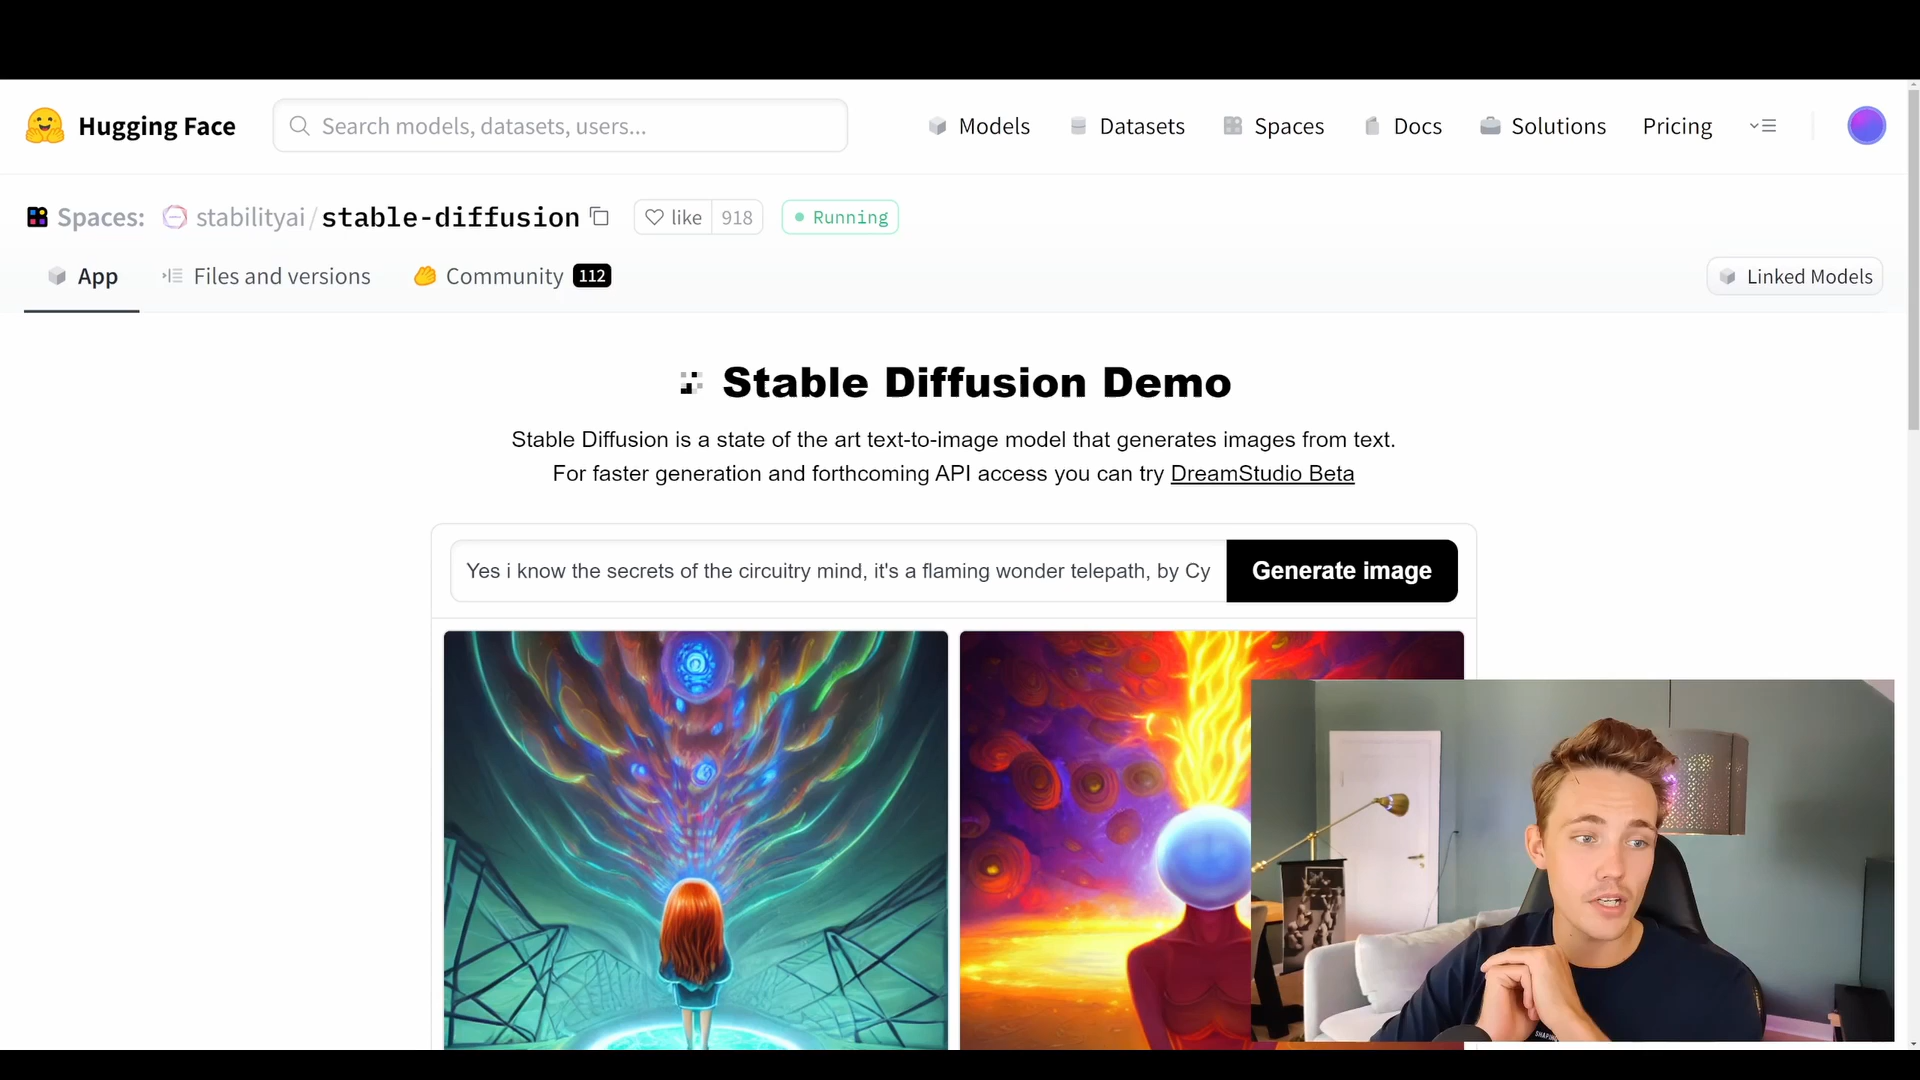 Hugging Face
Search models, datasets, users...
Models
Datasets
Spaces
Docs
Solutions
Pricing
Spaces: stabilityai/stable-diffusion
like 918
Running
App
Files and versions
Community 112
Linked Models
Stable Diffusion Demo
Stable Diffusion is a state of the art text-to-image model that generates images from text.
For faster generation and forthcoming API access you can try DreamStudio Beta
Yes i know the secrets of the circuitry mind, it's a flaming wonder telepath, by Cy
Generate image